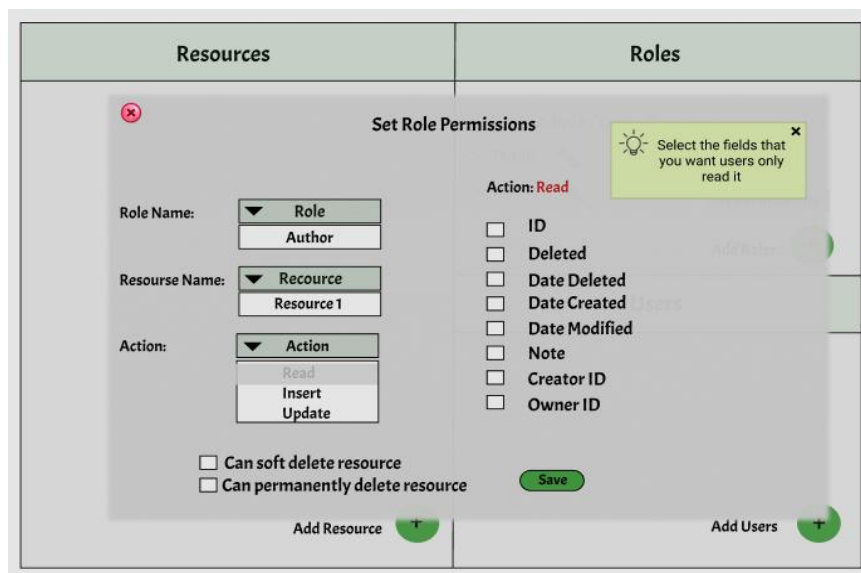 Resources
Roles
Set Role Permissions
Select the fields that
you want users only
read it
Action: Read
Role Name:
Role
Author
Resourse Name:
Recource
Resource 1
Action:
Action
Read
Insert
Update
ID
Deleted
Date Deleted
Date Created
Date Modified
Note
Creator ID
Owner ID
Can soft delete resource
Can permanently delete resource
Save
Add Roles
Users
Add Resource
Add Users